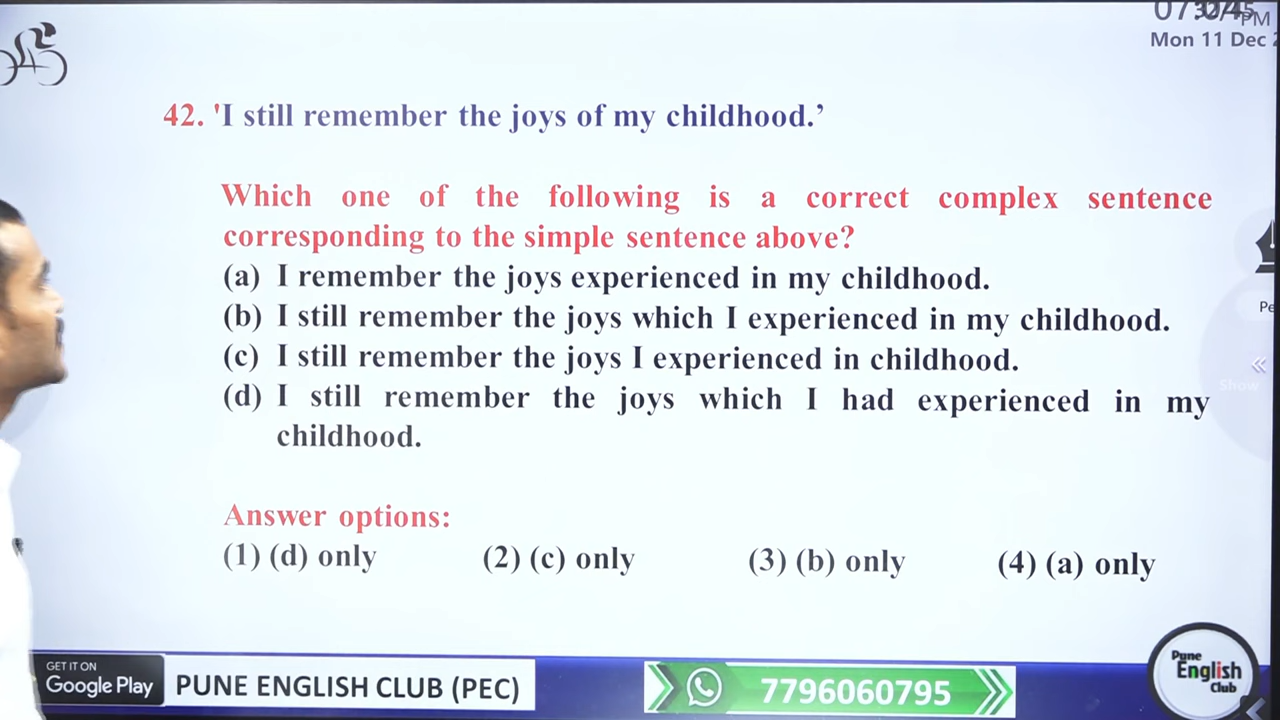 PM
Mon 11 Dec
42. 'I still remember the joys of my childhood.’
Which one of the following is a correct complex sentence
corresponding to the simple sentence above?
(a) I remember the joys experienced in my childhood.
(b) I still remember the joys which I experienced in my childhood.
(c) I still remember the joys I experienced in childhood.
(d) I still remember the joys which I had experienced in my
childhood.
Show
Answer options:
(1) (d) only (2) (c) only (3) (b) only (4) (a) only
GET IT ON
Google Play
PUNE ENGLISH CLUB (PEC)
7796060795
Pune
English
Club